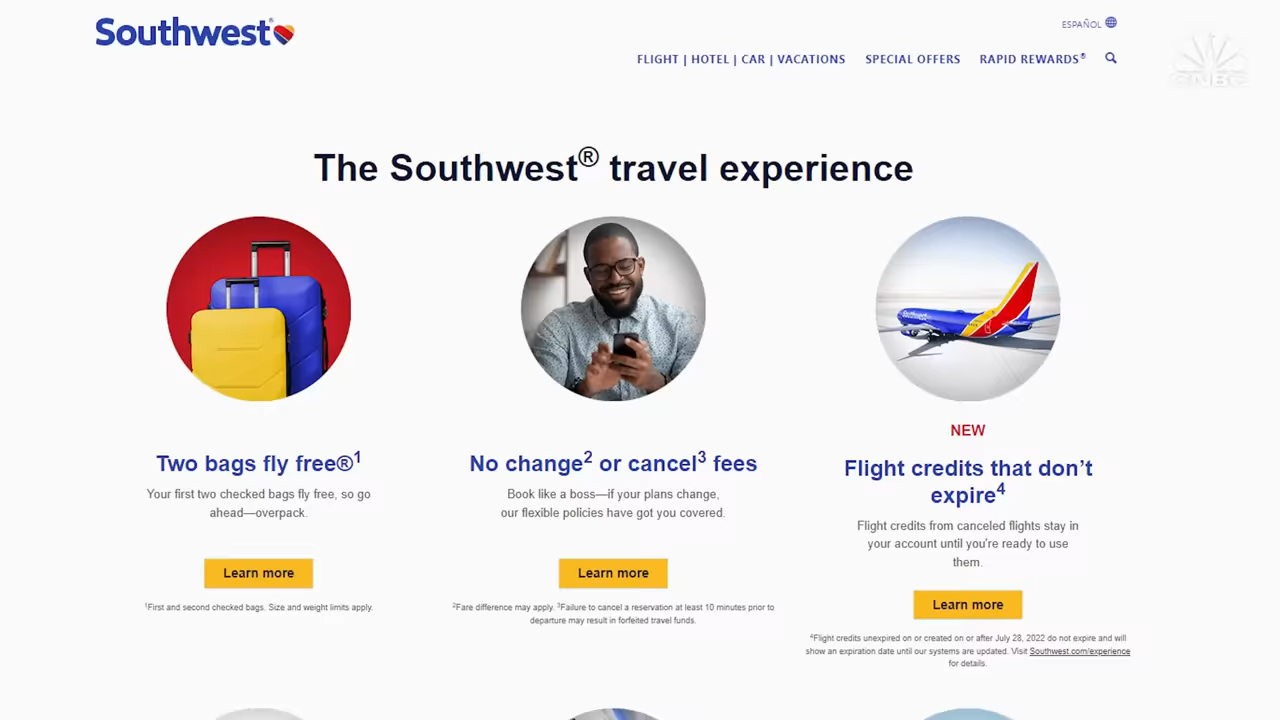 Southwest®
ESPAÑOL
FLIGHT | HOTEL | CAR | VACATIONS SPECIAL OFFERS RAPID REWARDS®
CNBC
The Southwest® travel experience
Southwest
Two bags fly free®1
Your first two checked bags fly free, so go
ahead—overpack.
Learn more
1First and second checked bags. Size and weight limits apply.
No change2 or cancel3 fees
Book like a boss—if your plans change,
our flexible policies have got you covered.
Learn more
2Fare difference may apply. 3Failure to cancel a reservation at least 10 minutes prior to
departure may result in forfeited travel funds.
NEW
Flight credits that don’t
expire4
Flight credits from canceled flights stay in
your account until you're ready to use
them.
Learn more
4Flight credits unexpired on or created on or after July 28, 2022 do not expire and will
show an expiration date until our systems are updated. Visit Southwest.com/experience
for details.